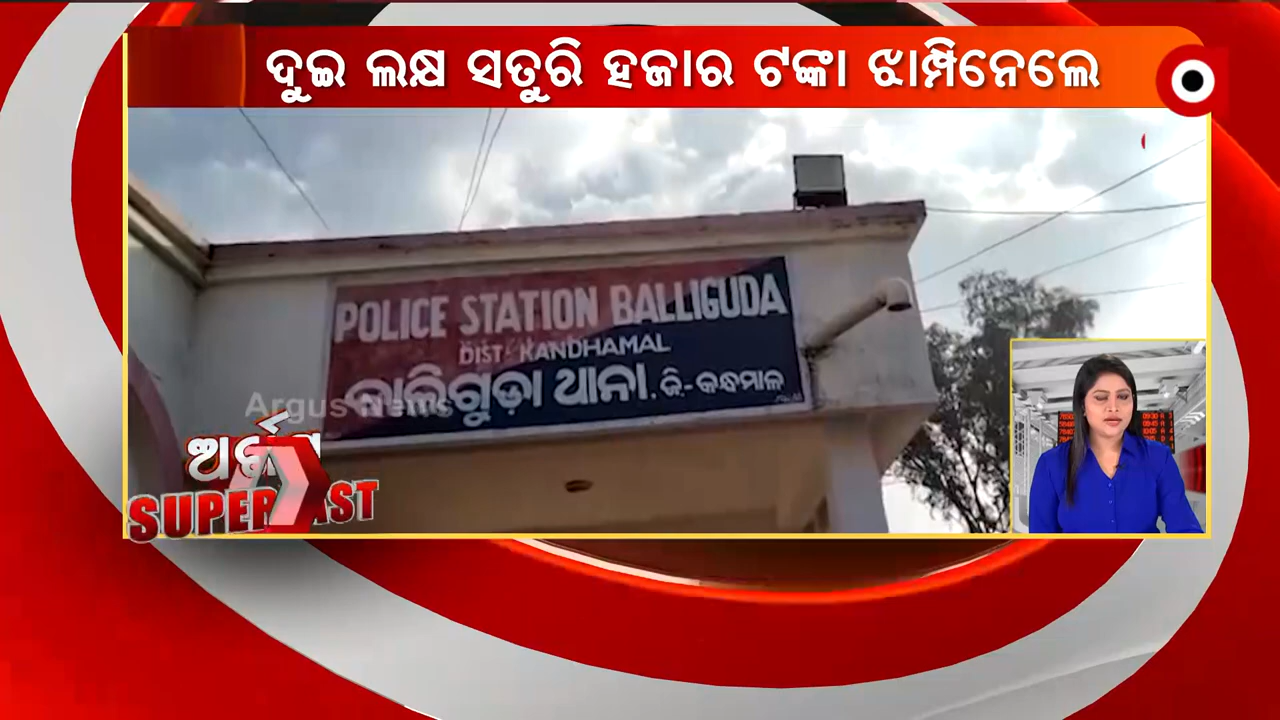 ଦୁଇ ଲକ୍ଷ ସତୁରି ହଜାର ଟଙ୍କା ଝାମ୍ପିନେଲେ
POLICE STATION BALLIGUDA
DIST- KANDHAMAL
ବାଲିଗୁଡ଼ା ଥାନା. ଜି.-କନ୍ଧମାଳ
Argus News
SUPER